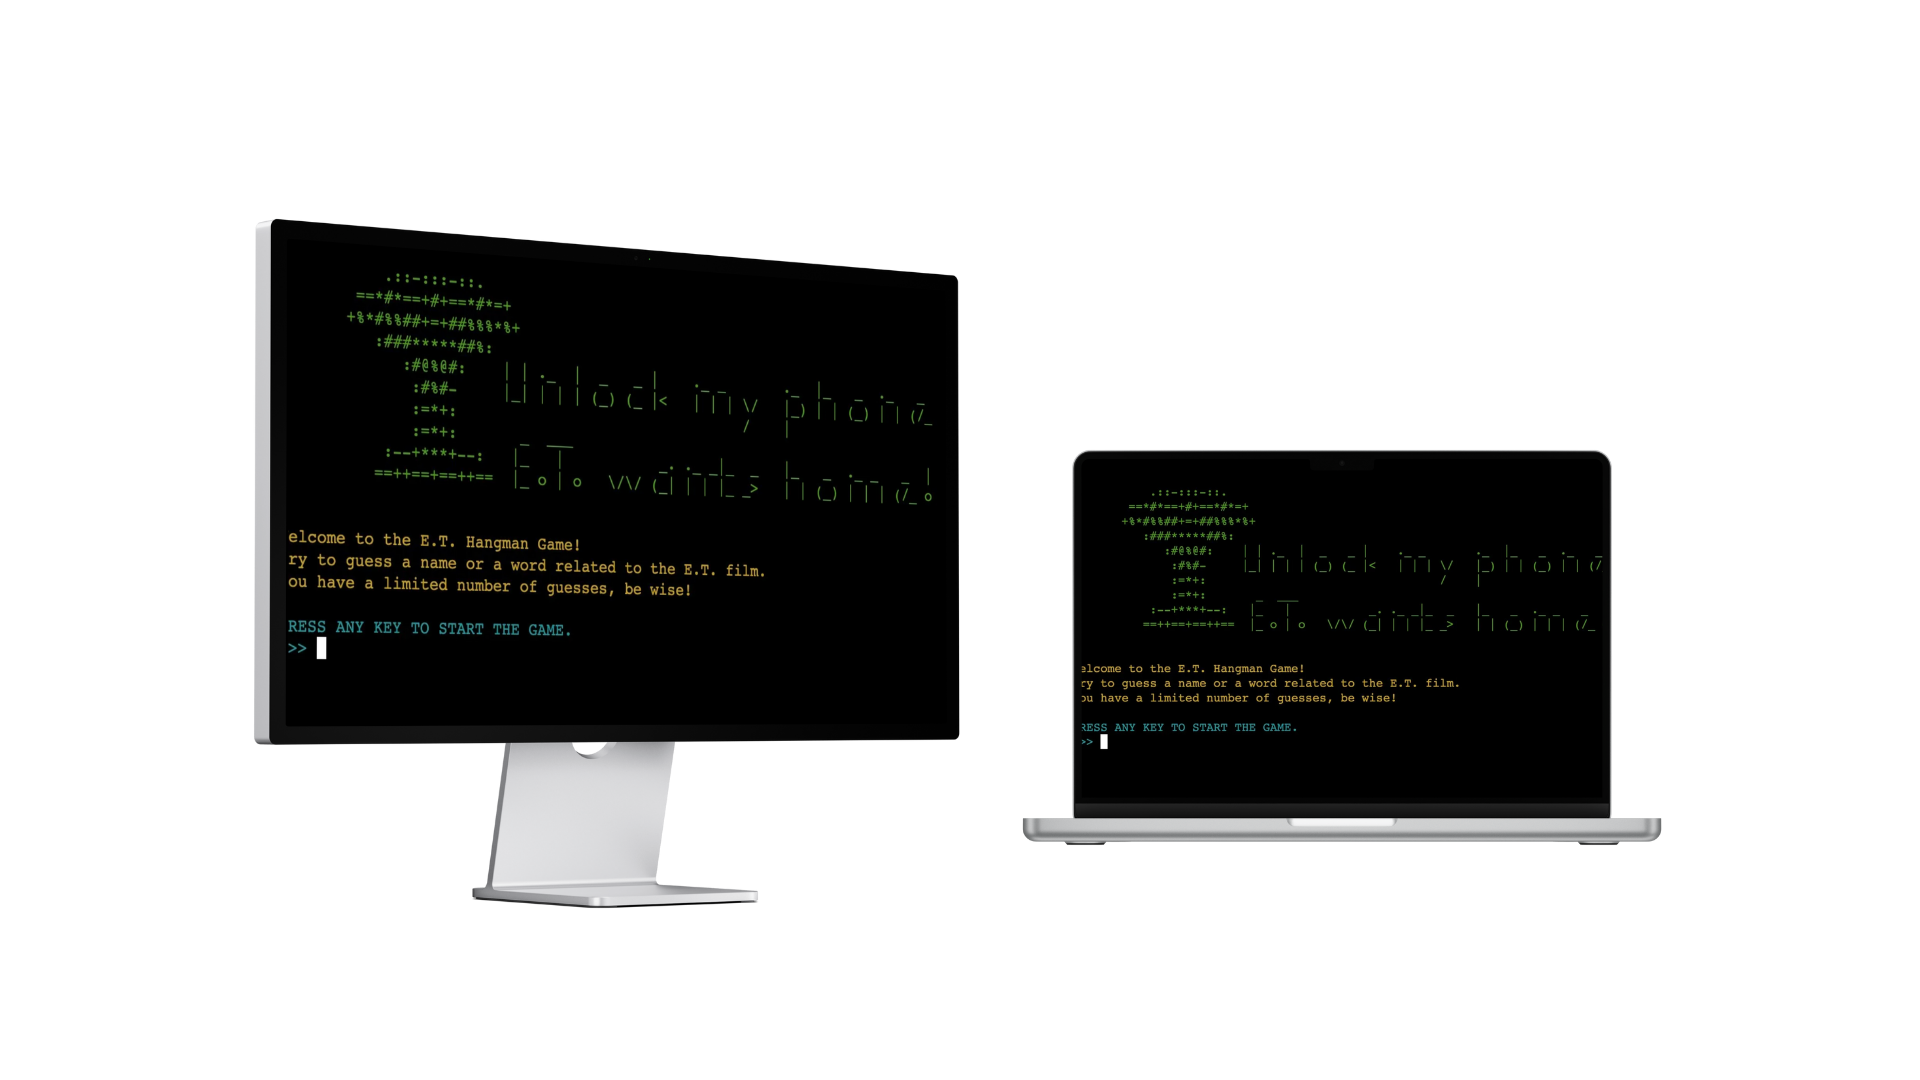 .::-:::-::.
==*#*==+#+==*#*=+
+%*#%%##+=+##%%%*%+
:###*****##%:
:#@%@#:
:#%#-
:=*+:
:=*+:
:--+***+--:
==++==+==++==
Unlock my phone
E.T. wants home!
elcome to the E.T. Hangman Game!
ry to guess a name or a word related to the E.T. film.
ou have a limited number of guesses, be wise!
RESS ANY KEY TO START THE GAME.
>>
.::-:::-::.
==*#*==+#+==*#*=+
+%*#%%##+=+##%%%*%+
:###*****##%:
:#@%@#:
:#%#-
:=*+:
:=*+:
:--+***+--:
==++==+==++==
Unlock my phone
E.T. wants home
elcome to the E.T. Hangman Game!
ry to guess a name or a word related to the E.T. film.
ou have a limited number of guesses, be wise!
RESS ANY KEY TO START THE GAME.
>>